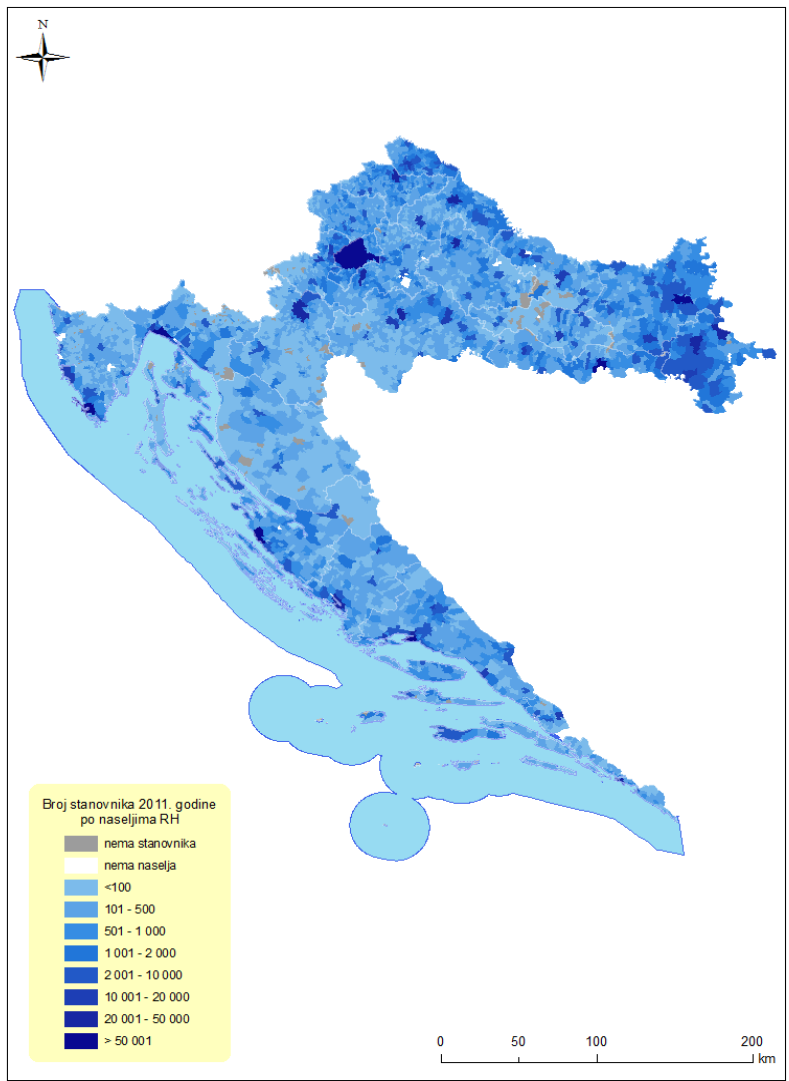 N
Broj stanovnika 2011. godine
po naseljima RH
nema stanovnika
nema naselja
<100
101 - 500
501 - 1 000
1 001 - 2 000
2 001 - 10 000
10 001 - 20 000
20 001 - 50 000
> 50 001
0 50 100 200
km